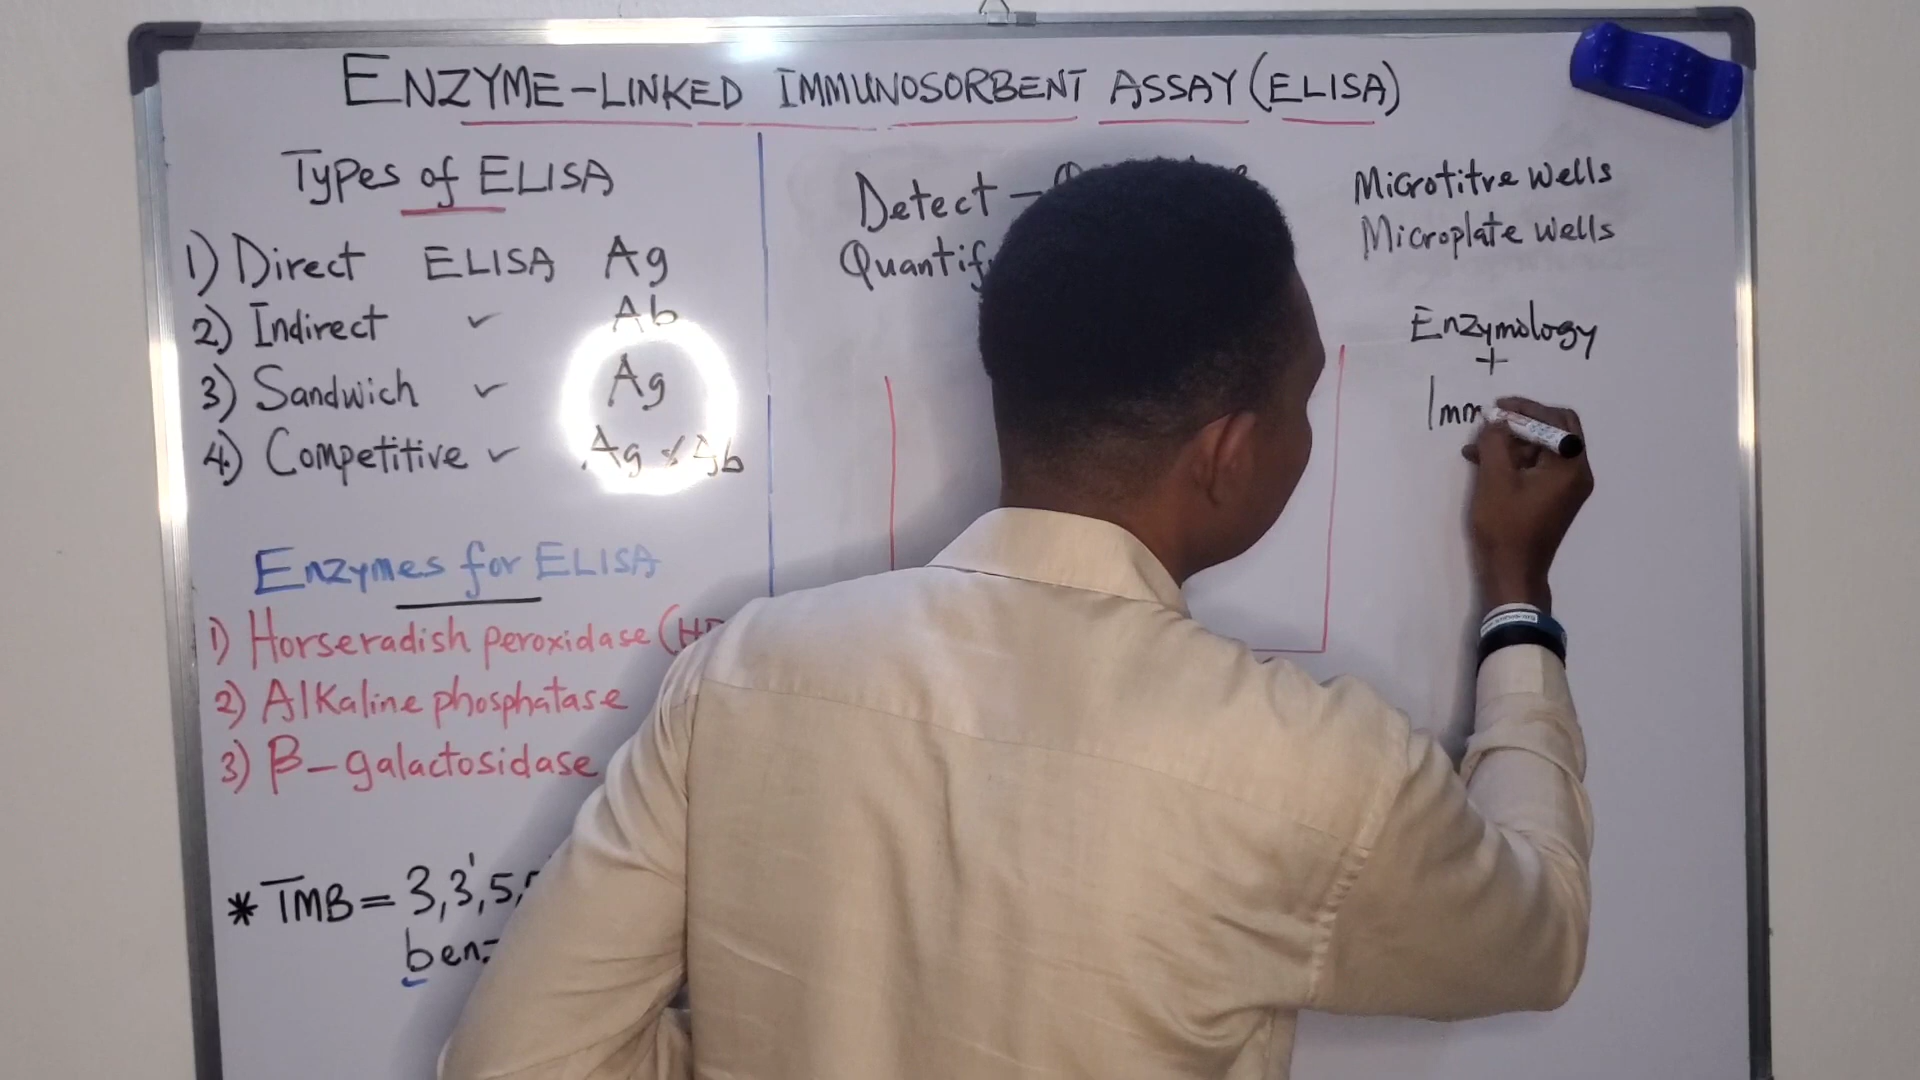 ENZYME-LINKED IMMUNOSORBENT ASSAY (ELISA)
Types of ELISA
1) Direct ELISA Ag
2) Indirect ✓ Ab
3) Sandwich ✓ Ag
4) Competitive ✓ Ag & Ab
Enzymes for ELISA
1) Horseradish peroxidase
2) Alkaline phosphatase
3) β-galactosidase
* TMB = 3,3',5,
Detect –
Microtitre wells
Microplate wells
Enzymology
+